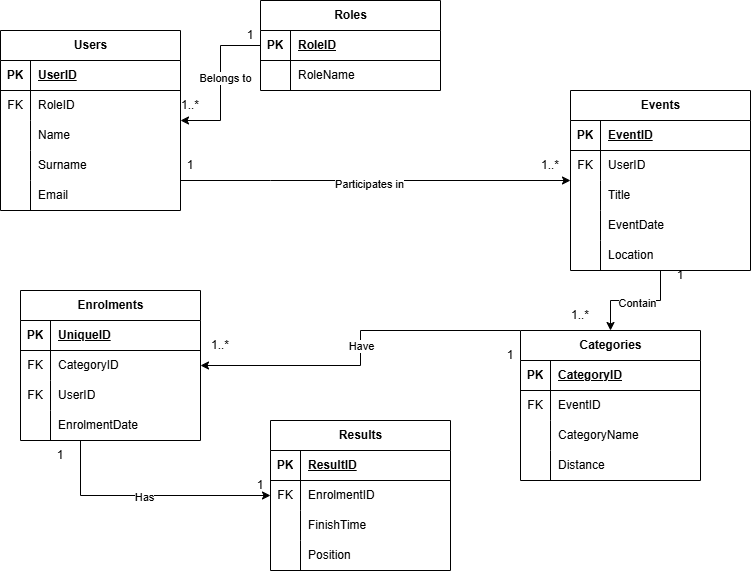 Roles
PK RoleID
RoleName
1
Belongs to
1..*
Users
PK UserID
FK RoleID
Name
Surname
Email
1
Participates in
1..*
Events
PK EventID
FK UserID
Title
EventDate
Location
1
Contain
1..*
Categories
PK CategoryID
FK EventID
CategoryName
Distance
1
Have
1..*
Enrolments
PK UniqueID
FK CategoryID
FK UserID
EnrolmentDate
1
Has
1
Results
PK ResultID
FK EnrolmentID
FinishTime
Position